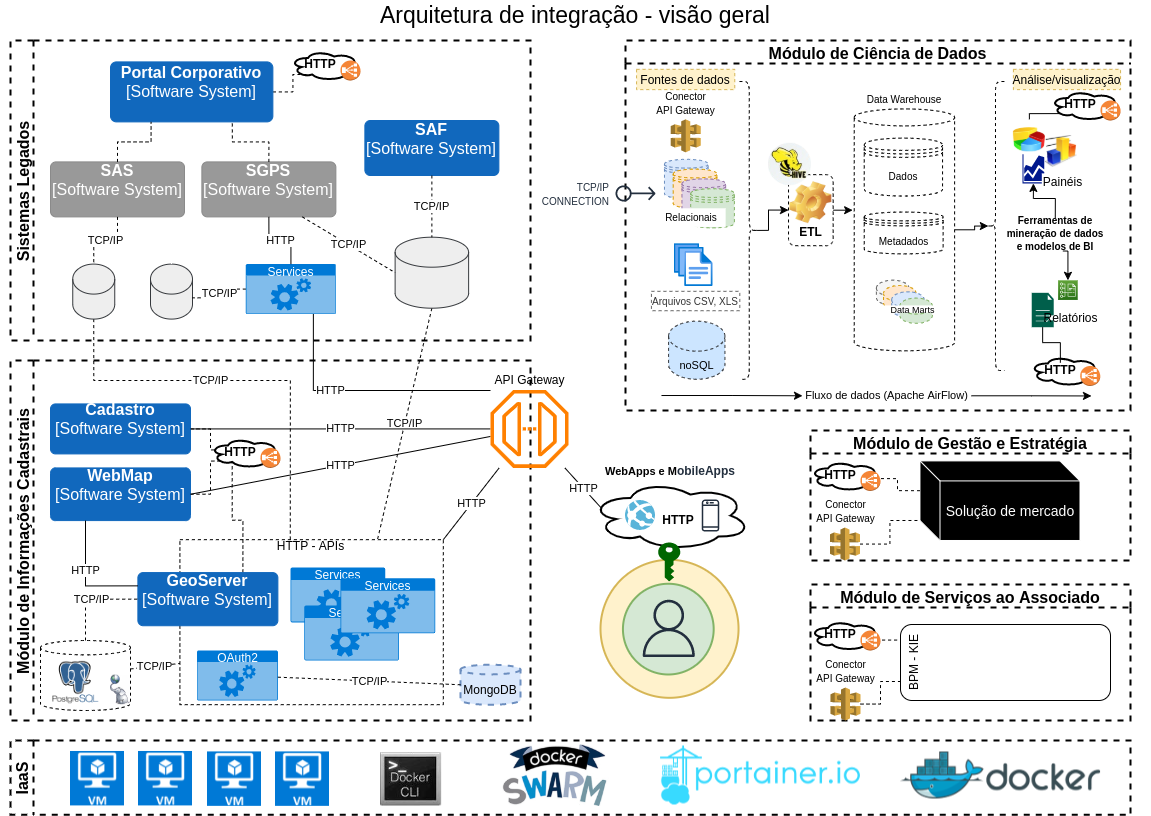 Arquitetura de integração - visão geral
Sistemas Legados
Portal Corporativo
[Software System]
HTTP
SAF
[Software System]
SAS
[Software System]
SGPS
[Software System]
TCP/IP
TCP/IP
HTTP
TCP/IP
TCP/IP
Services
Módulo de Informações Cadastrais
TCP/IP
HTTP
API Gateway
Cadastro
[Software System]
HTTP
TCP/IP
HTTP
WebMap
[Software System]
HTTP
HTTP
HTTP - APIs
HTTP
TCP/IP
GeoServer
[Software System]
Services
Services
Se
OAuth2
TCP/IP
TCP/IP
PostgreSQL
MongoDB
HTTP
WebApps e MobileApps
HTTP
Módulo de Ciência de Dados
Fontes de dados
Conector
API Gateway
TCP/IP
CONNECTION
Relacionais
Arquivos CSV, XLS
noSQL
HIVE
ETL
Data Warehouse
Dados
Metadados
Data Marts
Análise/visualização
HTTP
Painéis
Ferramentas de
mineração de dados
e modelos de BI
Relatórios
HTTP
Fluxo de dados (Apache AirFlow)
Módulo de Gestão e Estratégia
HTTP
Conector
API Gateway
Solução de mercado
Módulo de Serviços ao Associado
HTTP
Conector
API Gateway
BPM - KIE
IaaS
VM
VM
VM
VM
>_
Docker
CLI
docker
SWARM
portainer.io
docker